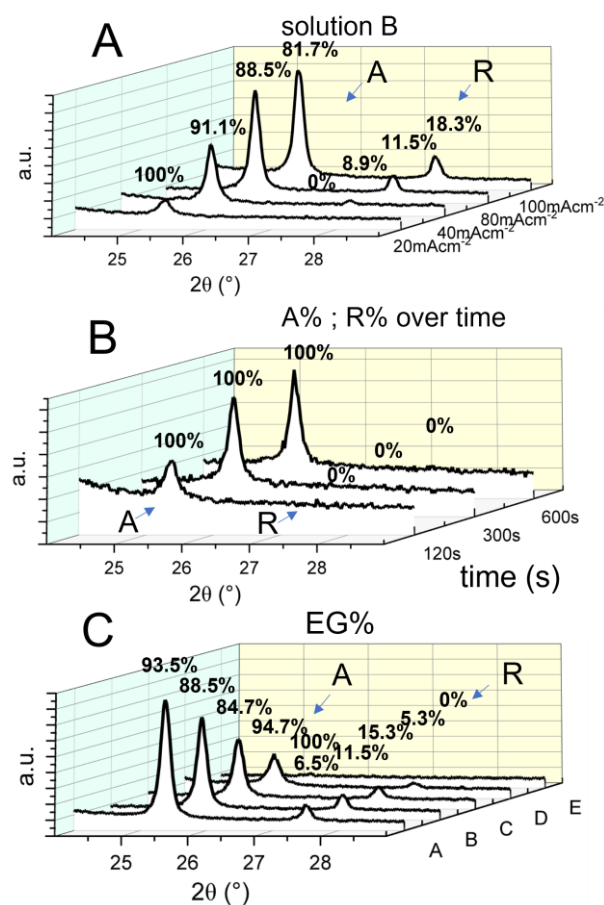 A
solution B
81.7%
88.5%
A
R
91.1%
18.3%
11.5%
100%
8.9%
0%
a.u.
100mAcm-2
80mAcm-2
40mAcm-2
20mAcm-2
25 26 27 28
2θ (°)
A% ; R% over time
B
100%
100%
0%
100%
0%
0%
A
R
a.u.
600s
300s
120s
25 26 27 28
2θ (°)
time (s)
C
EG%
93.5%
A
R
88.5%
0%
84.7%
5.3%
94.7%
15.3%
100%
11.5%
6.5%
a.u.
E
D
C
B
A
25 26 27 28
2θ (°)